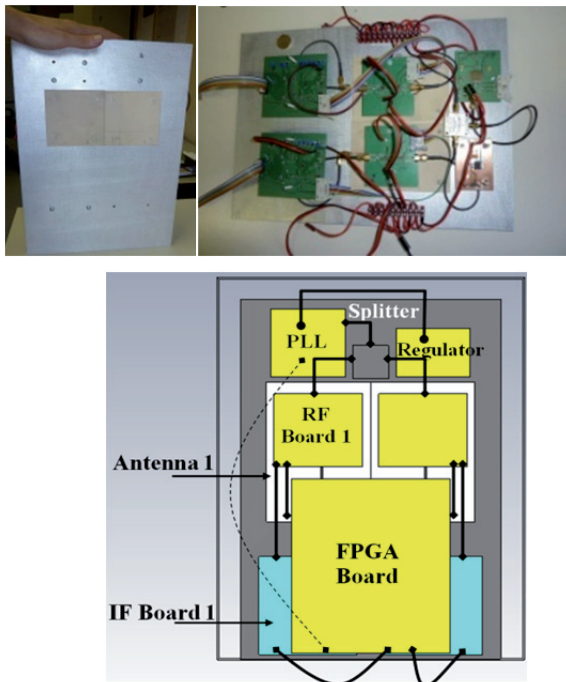 Splitter
PLL
Regulator
RF
Board 1
Antenna 1
FPGA
Board
IF Board 1